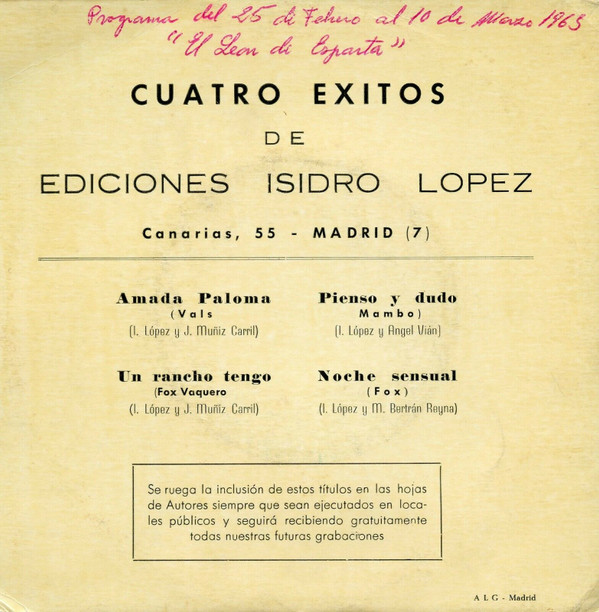 Programa del 25 di Febrero al 10 de Marzo 1963
"El Leon di Esparta"
CUATRO EXITOS
DE
EDICIONES ISIDRO LOPEZ
Canarias, 55 - MADRID (7)
Amada Paloma
(Vals
(I. López y J. Muñiz Carril)
Pienso y dudo
Mambo)
(I. López y Angel Vián)
Un rancho tengo
(Fox Vaquero
(I. López y J. Muñiz Carril)
Noche sensual
(Fox)
(I. López y M. Bertrán Reyna)
Se ruega la inclusión de estos títulos en las hojas
de Autores siempre que sean ejecutados en loca-
les públicos y seguirá recibiendo gratuitamente
todas nuestras futuras grabaciones
A L G - Madrid